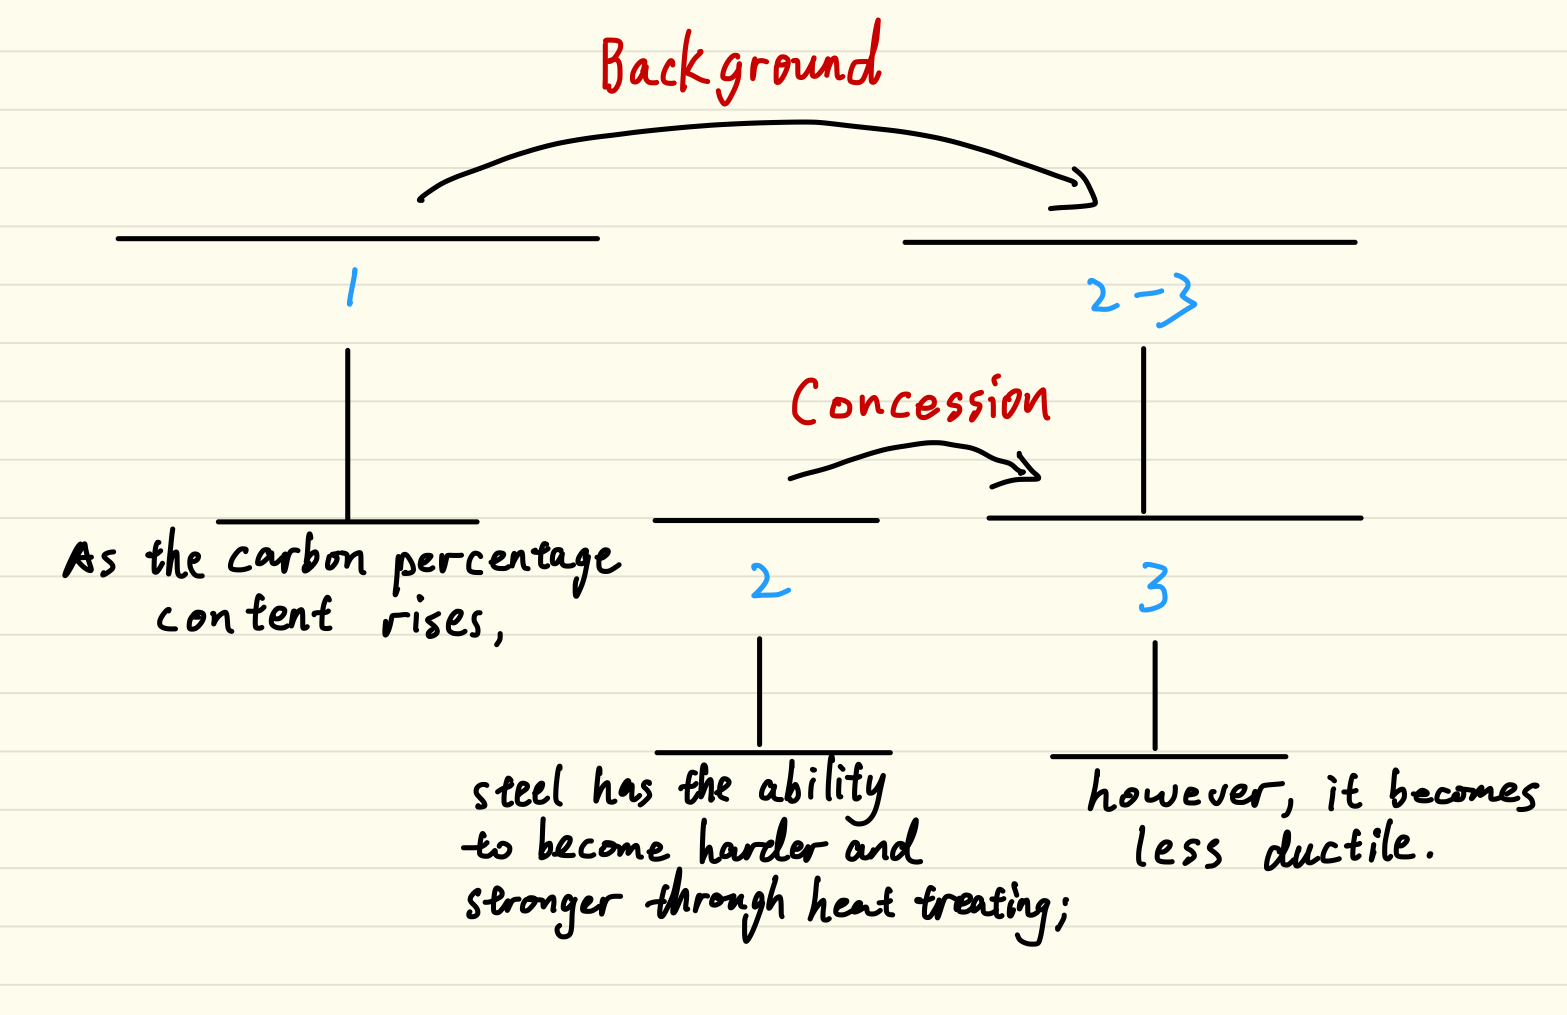 Background
1
2-3
Concession
As the carbon percentage
content rises,
2
3
steel has the ability
to become harder and
stronger through heat treating;
however, it becomes
less ductile.